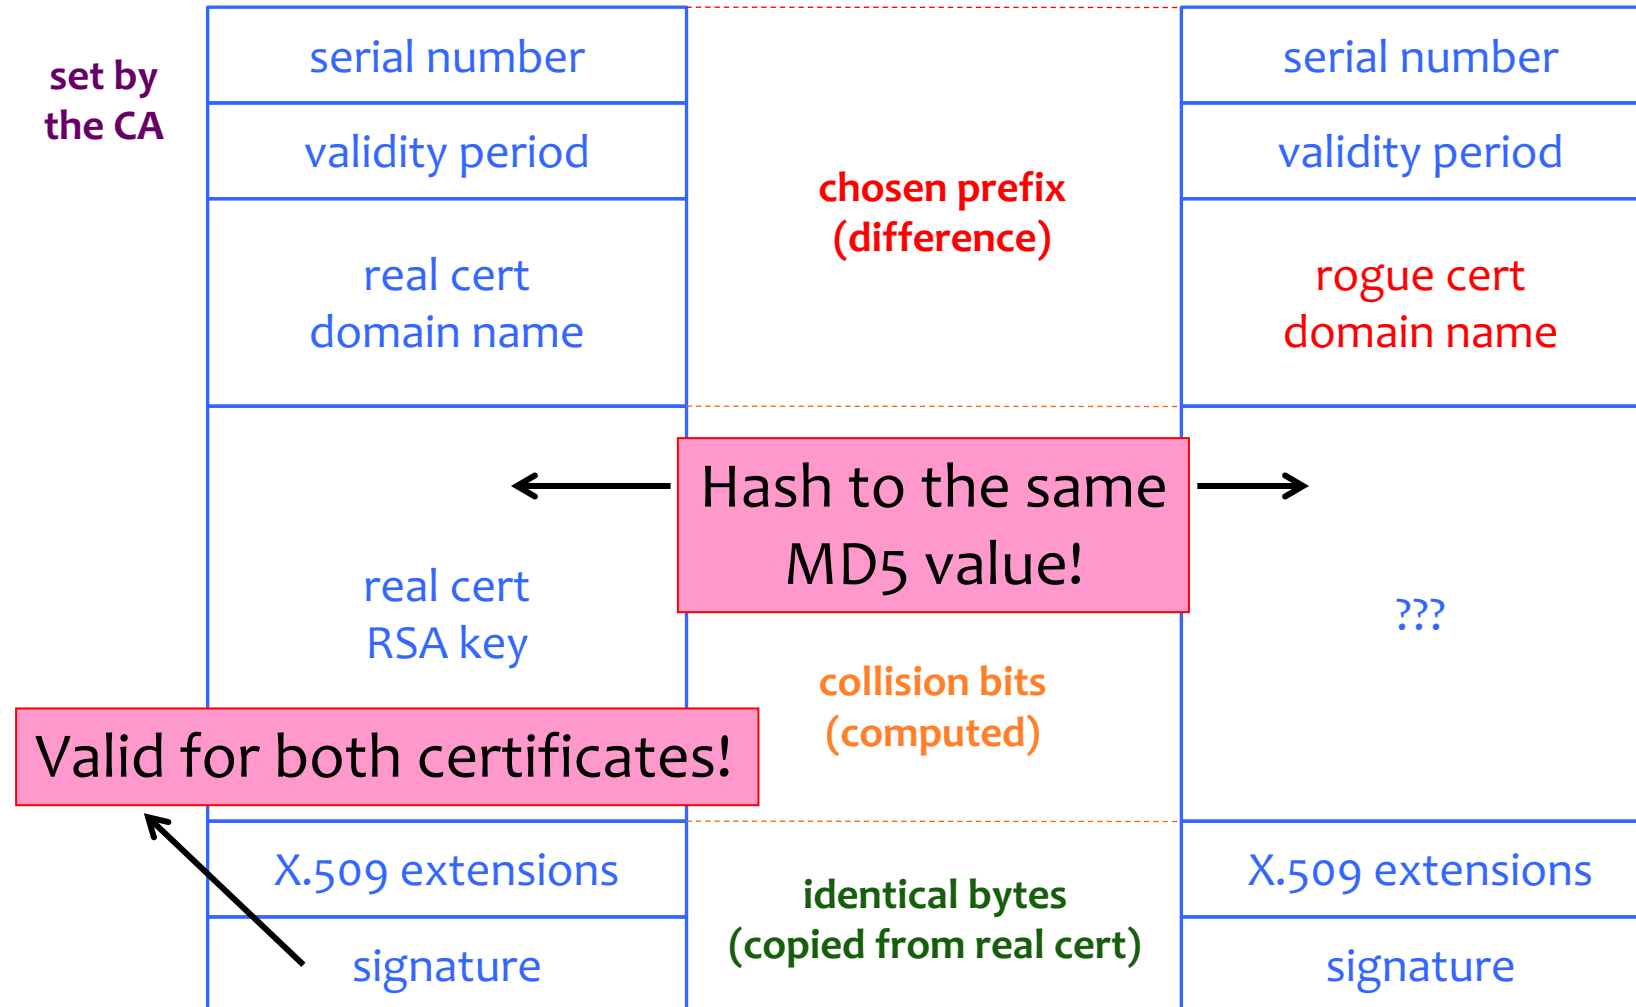 set by
the CA
serial number
validity period
real cert
domain name
real cert
RSA key
X.509 extensions
signature
chosen prefix
(difference)
Hash to the same
MD5 value!
collision bits
(computed)
Valid for both certificates!
identical bytes
(copied from real cert)
serial number
validity period
rogue cert
domain name
???
X.509 extensions
signature